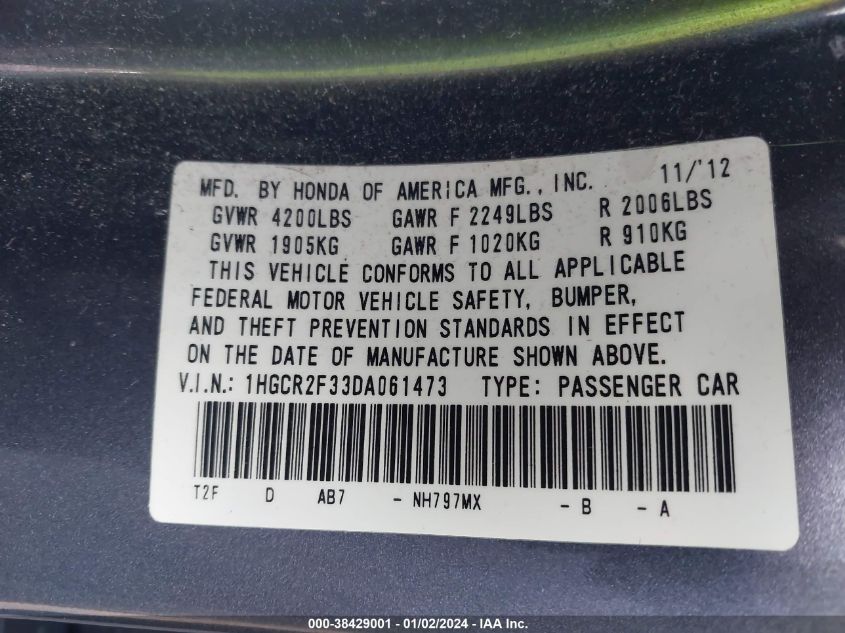 MFD. BY HONDA OF AMERICA MFG., INC. 11/'12
GVWR 4200LBS GAWR F 2249LBS R 2006LBS
GVWR 1905KG GAWR F 1020KG R 910KG
THIS VEHICLE CONFORMS TO ALL APPLICABLE
FEDERAL MOTOR VEHICLE SAFETY, BUMPER,
AND THEFT PREVENTION STANDARDS IN EFFECT
ON THE DATE OF MANUFACTURE SHOWN ABOVE.
V.I.N.: 1HGCR2F33DA061473 TYPE: PASSENGER CAR
T2F D AB7 - NH797MX - B - A
000-38429001 - 01/02/2024 - IAA Inc.